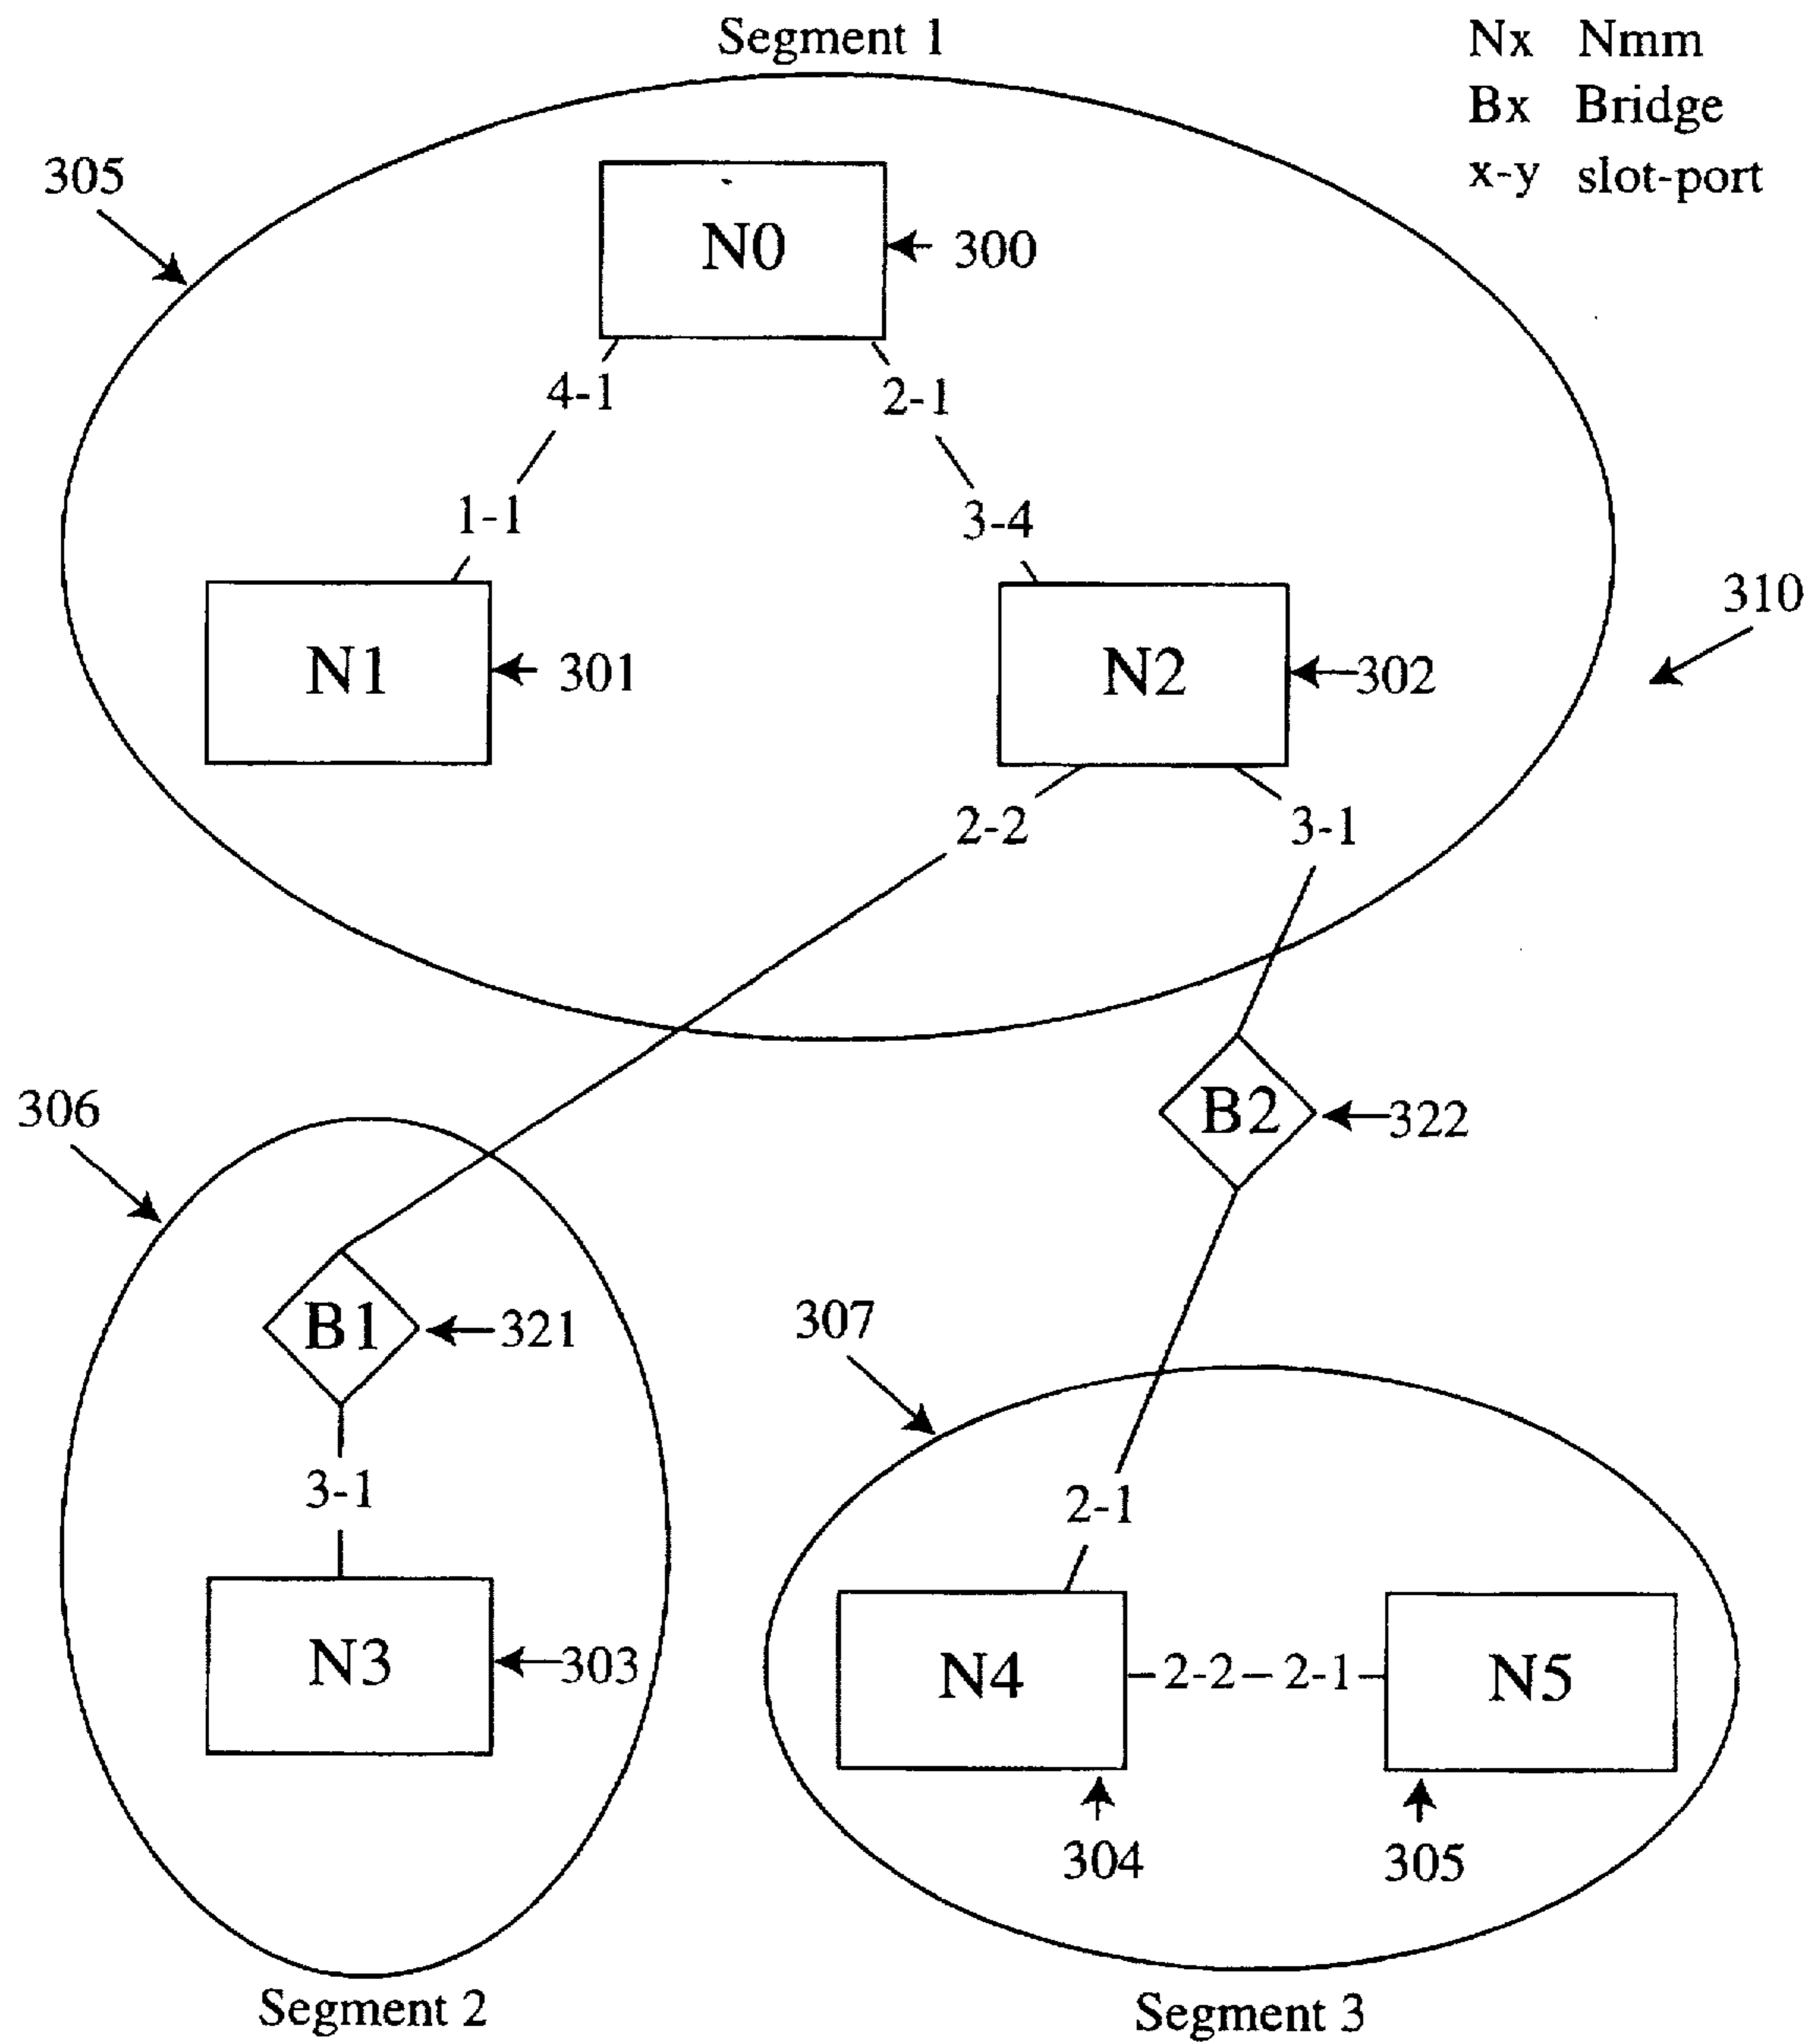 Segment 1
Nx Nmm
Bx Bridge
x-y slot-port
305
N0
300
4-1
2-1
1-1
3-4
310
N1
301
N2
302
2-2
3-1
306
B2
322
B1
321
307
3-1
2-1
N3
303
N4
2-2
2-1
N5
304
305
Segment 2
Segment 3